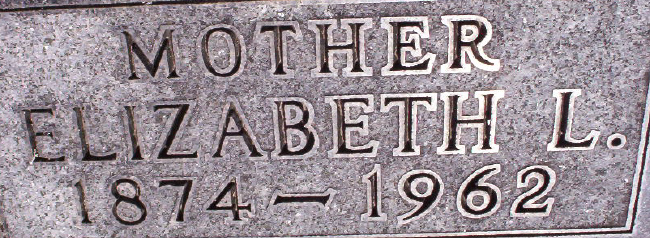 MOTHER
ELIZABETH L.
1874 – 1962